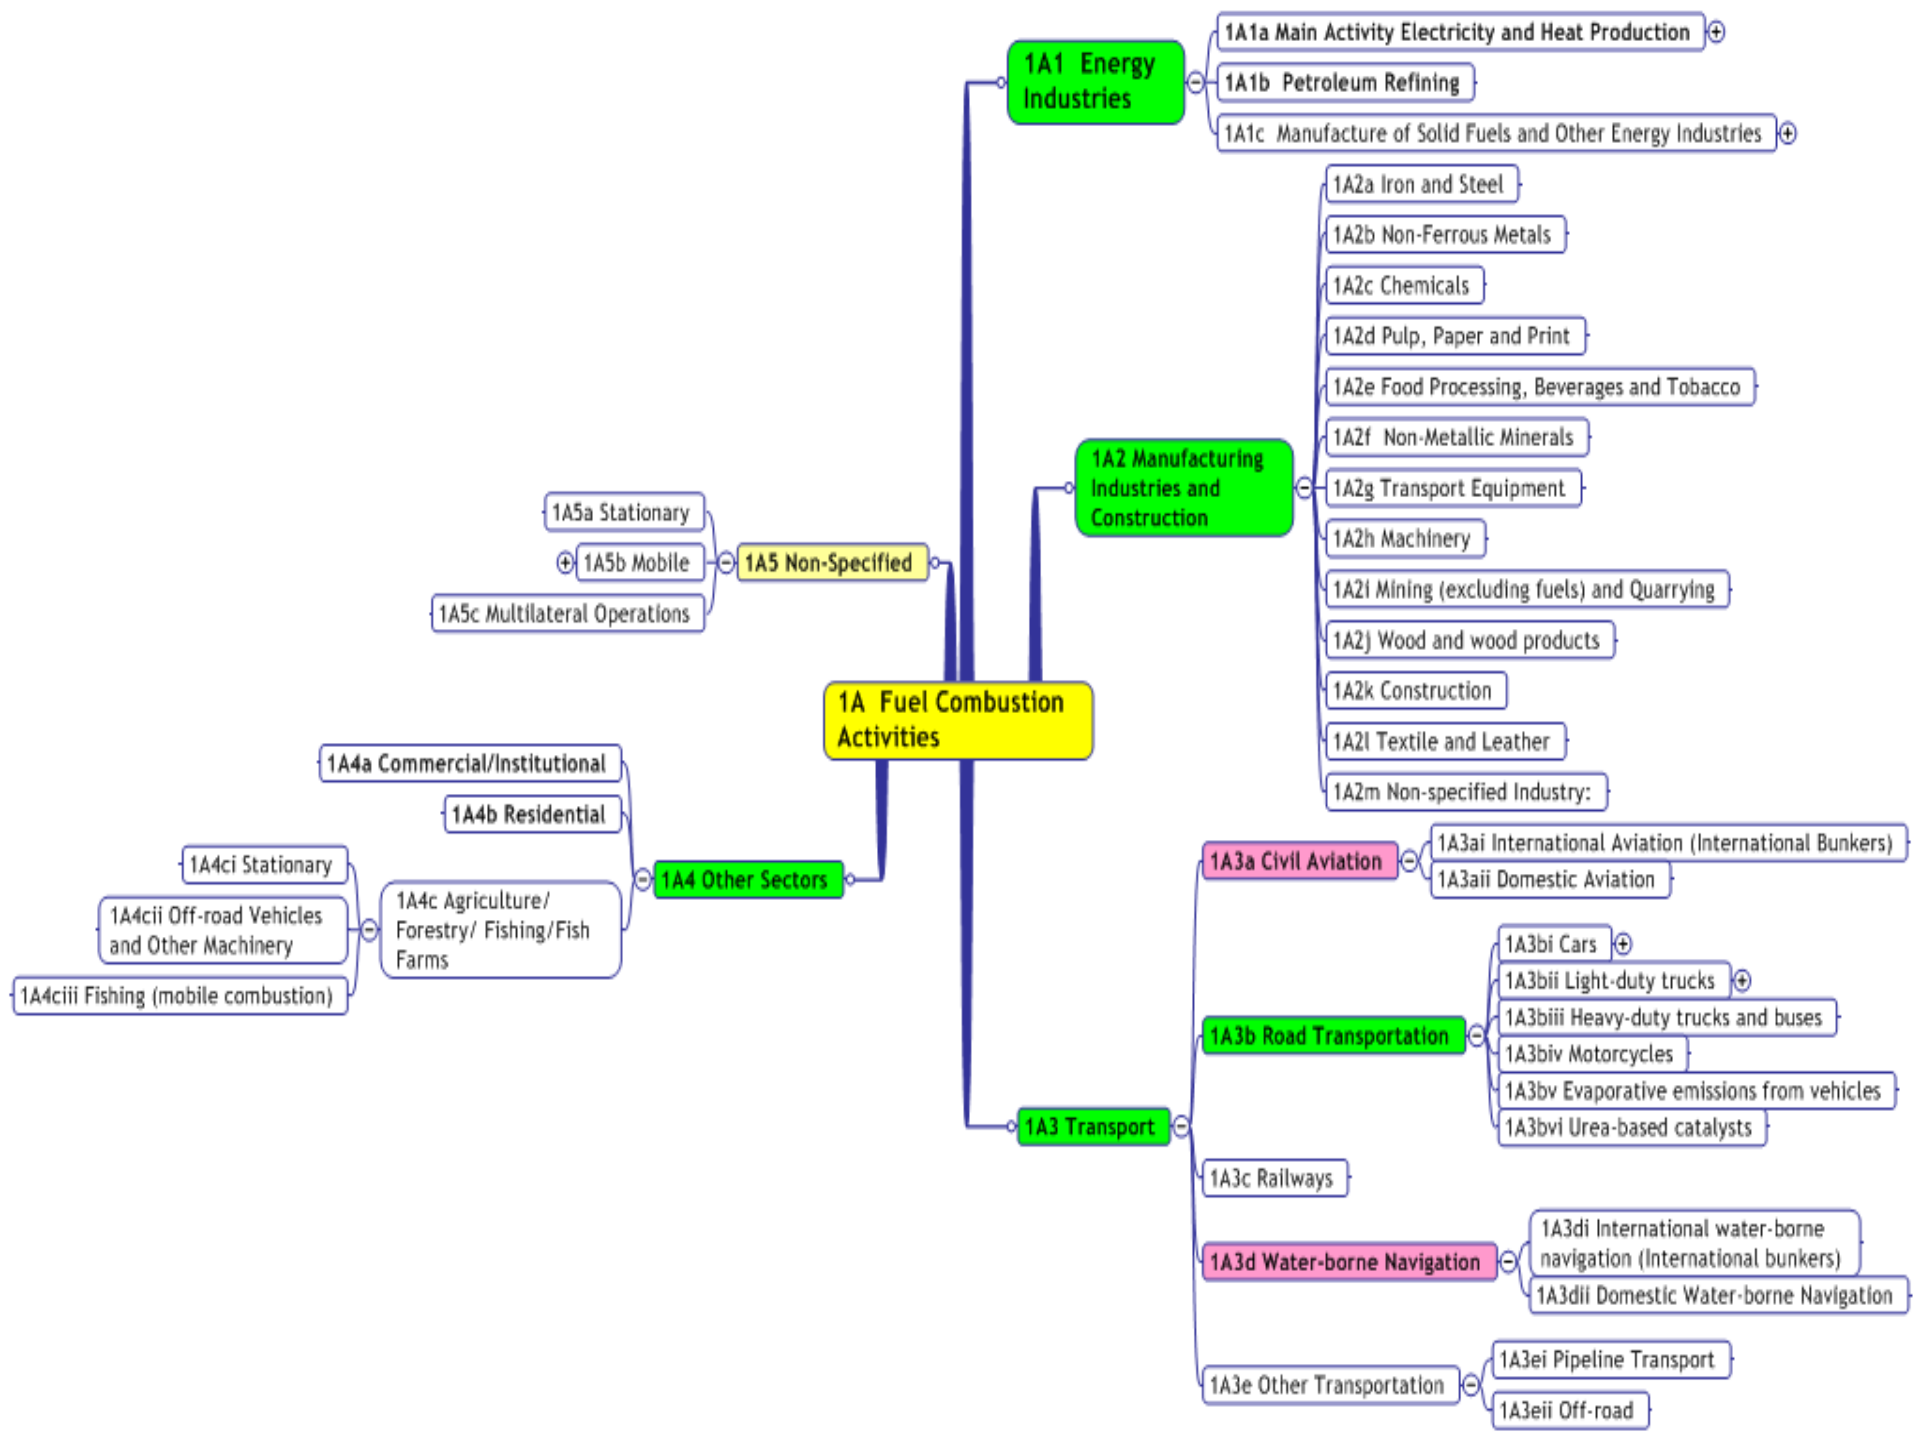 1A1a Main Activity Electricity and Heat Production
1A1 Energy
Industries
1A1b Petroleum Refining
1A1c Manufacture of Solid Fuels and Other Energy Industries
1A2a Iron and Steel
1A2b Non-Ferrous Metals
1A2c Chemicals
1A2d Pulp, Paper and Print
1A2e Food Processing, Beverages and Tobacco
1A2f Non-Metallic Minerals
1A2 Manufacturing
Industries and
Construction
1A2g Transport Equipment
1A2h Machinery
1A2i Mining (excluding fuels) and Quarrying
1A2j Wood and wood products
1A2k Construction
1A2l Textile and Leather
1A2m Non-specified Industry:
1A5a Stationary
1A5b Mobile
1A5 Non-Specified
1A5c Multilateral Operations
1A Fuel Combustion
Activities
1A4a Commercial/Institutional
1A4b Residential
1A4 Other Sectors
1A4ci Stationary
1A4cii Off-road Vehicles
and Other Machinery
1A4ciii Fishing (mobile combustion)
1A4c Agriculture/
Forestry/ Fishing/Fish
Farms
1A3 Transport
1A3a Civil Aviation
1A3ai International Aviation (International Bunkers)
1A3aii Domestic Aviation
1A3b Road Transportation
1A3bi Cars
1A3bii Light-duty trucks
1A3biii Heavy-duty trucks and buses
1A3biv Motorcycles
1A3bv Evaporative emissions from vehicles
1A3bvi Urea-based catalysts
1A3c Railways
1A3d Water-borne Navigation
1A3di International water-borne
navigation (International bunkers)
1A3dii Domestic Water-borne Navigation
1A3e Other Transportation
1A3ei Pipeline Transport
1A3eii Off-road